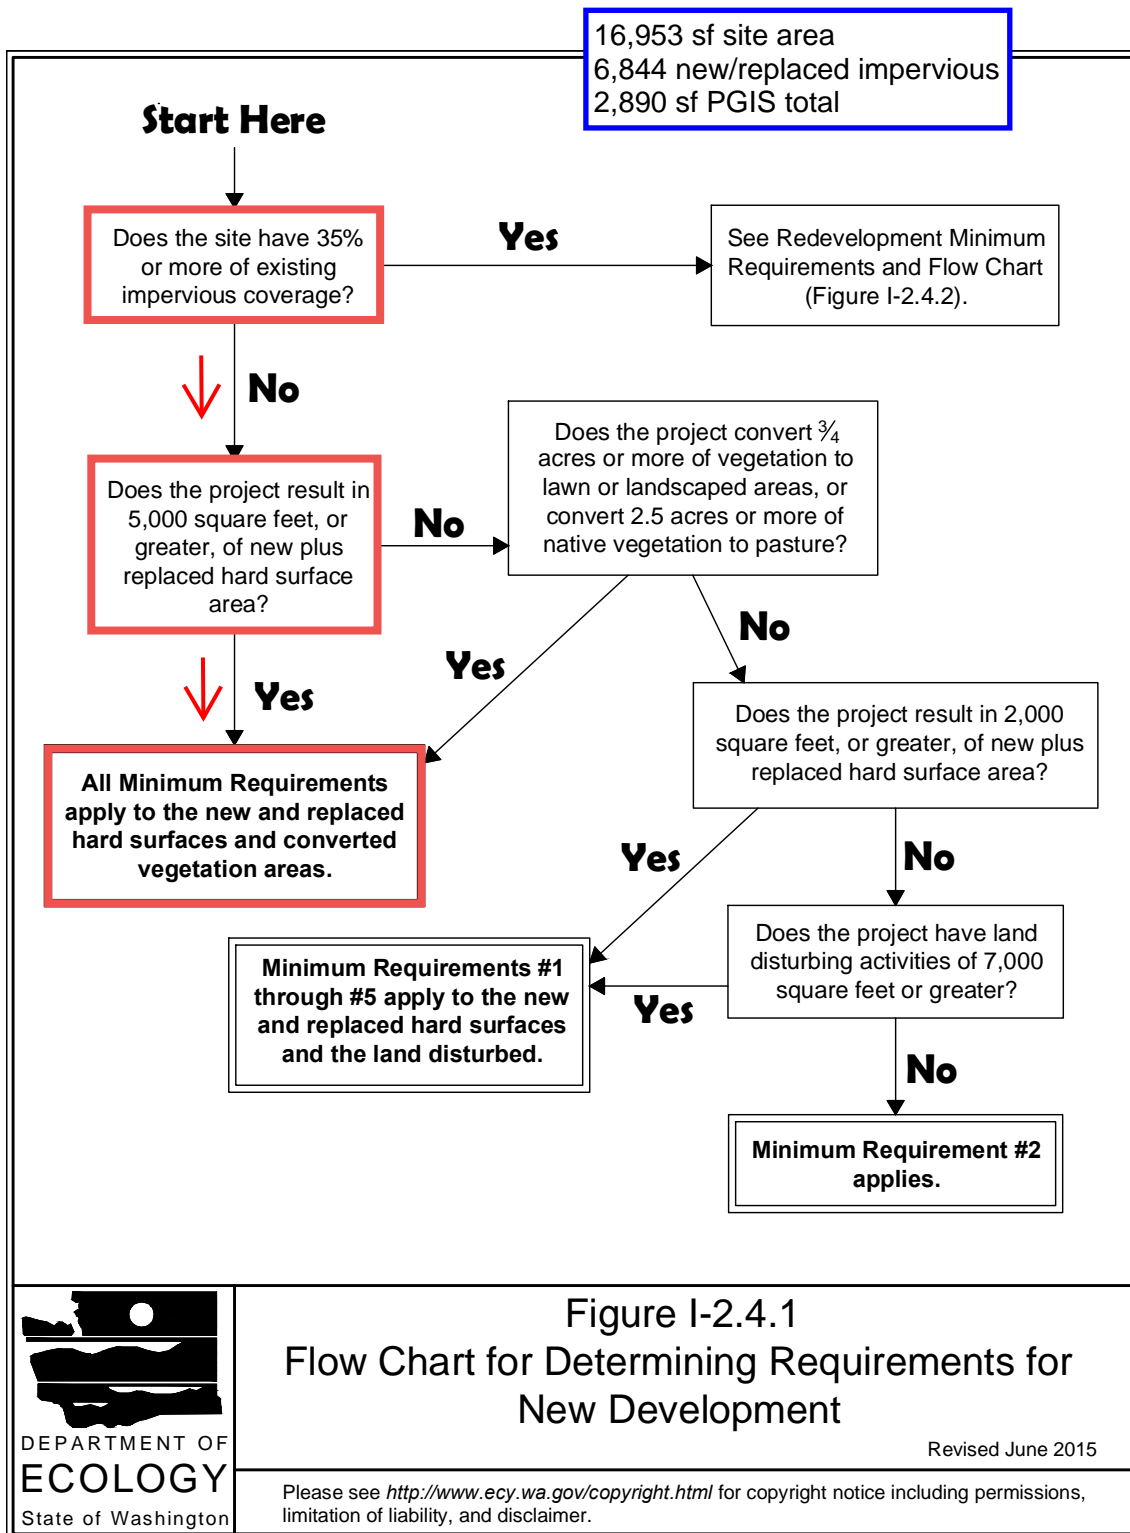 16,953 sf site area
6,844 new/replaced impervious
2,890 sf PGIS total
Start Here
Does the site have 35%
or more of existing
impervious coverage?
Yes
See Redevelopment Minimum
Requirements and Flow Chart
(Figure I-2.4.2).
No
Does the project result in
5,000 square feet, or
greater, of new plus
replaced hard surface
area?
No
Does the project convert ¾
acres or more of vegetation to
lawn or landscaped areas, or
convert 2.5 acres or more of
native vegetation to pasture?
Yes
Yes
No
All Minimum Requirements
apply to the new and replaced
hard surfaces and converted
vegetation areas.
Does the project result in 2,000
square feet, or greater, of new plus
replaced hard surface area?
Yes
No
Minimum Requirements #1
through #5 apply to the new
and replaced hard surfaces
and the land disturbed.
Yes
Does the project have land
disturbing activities of 7,000
square feet or greater?
No
Minimum Requirement #2
applies.
DEPARTMENT OF
ECOLOGY
State of Washington
Figure I-2.4.1
Flow Chart for Determining Requirements for
New Development
Revised June 2015
Please see http://www.ecy.wa.gov/copyright.html for copyright notice including permissions,
limitation of liability, and disclaimer.